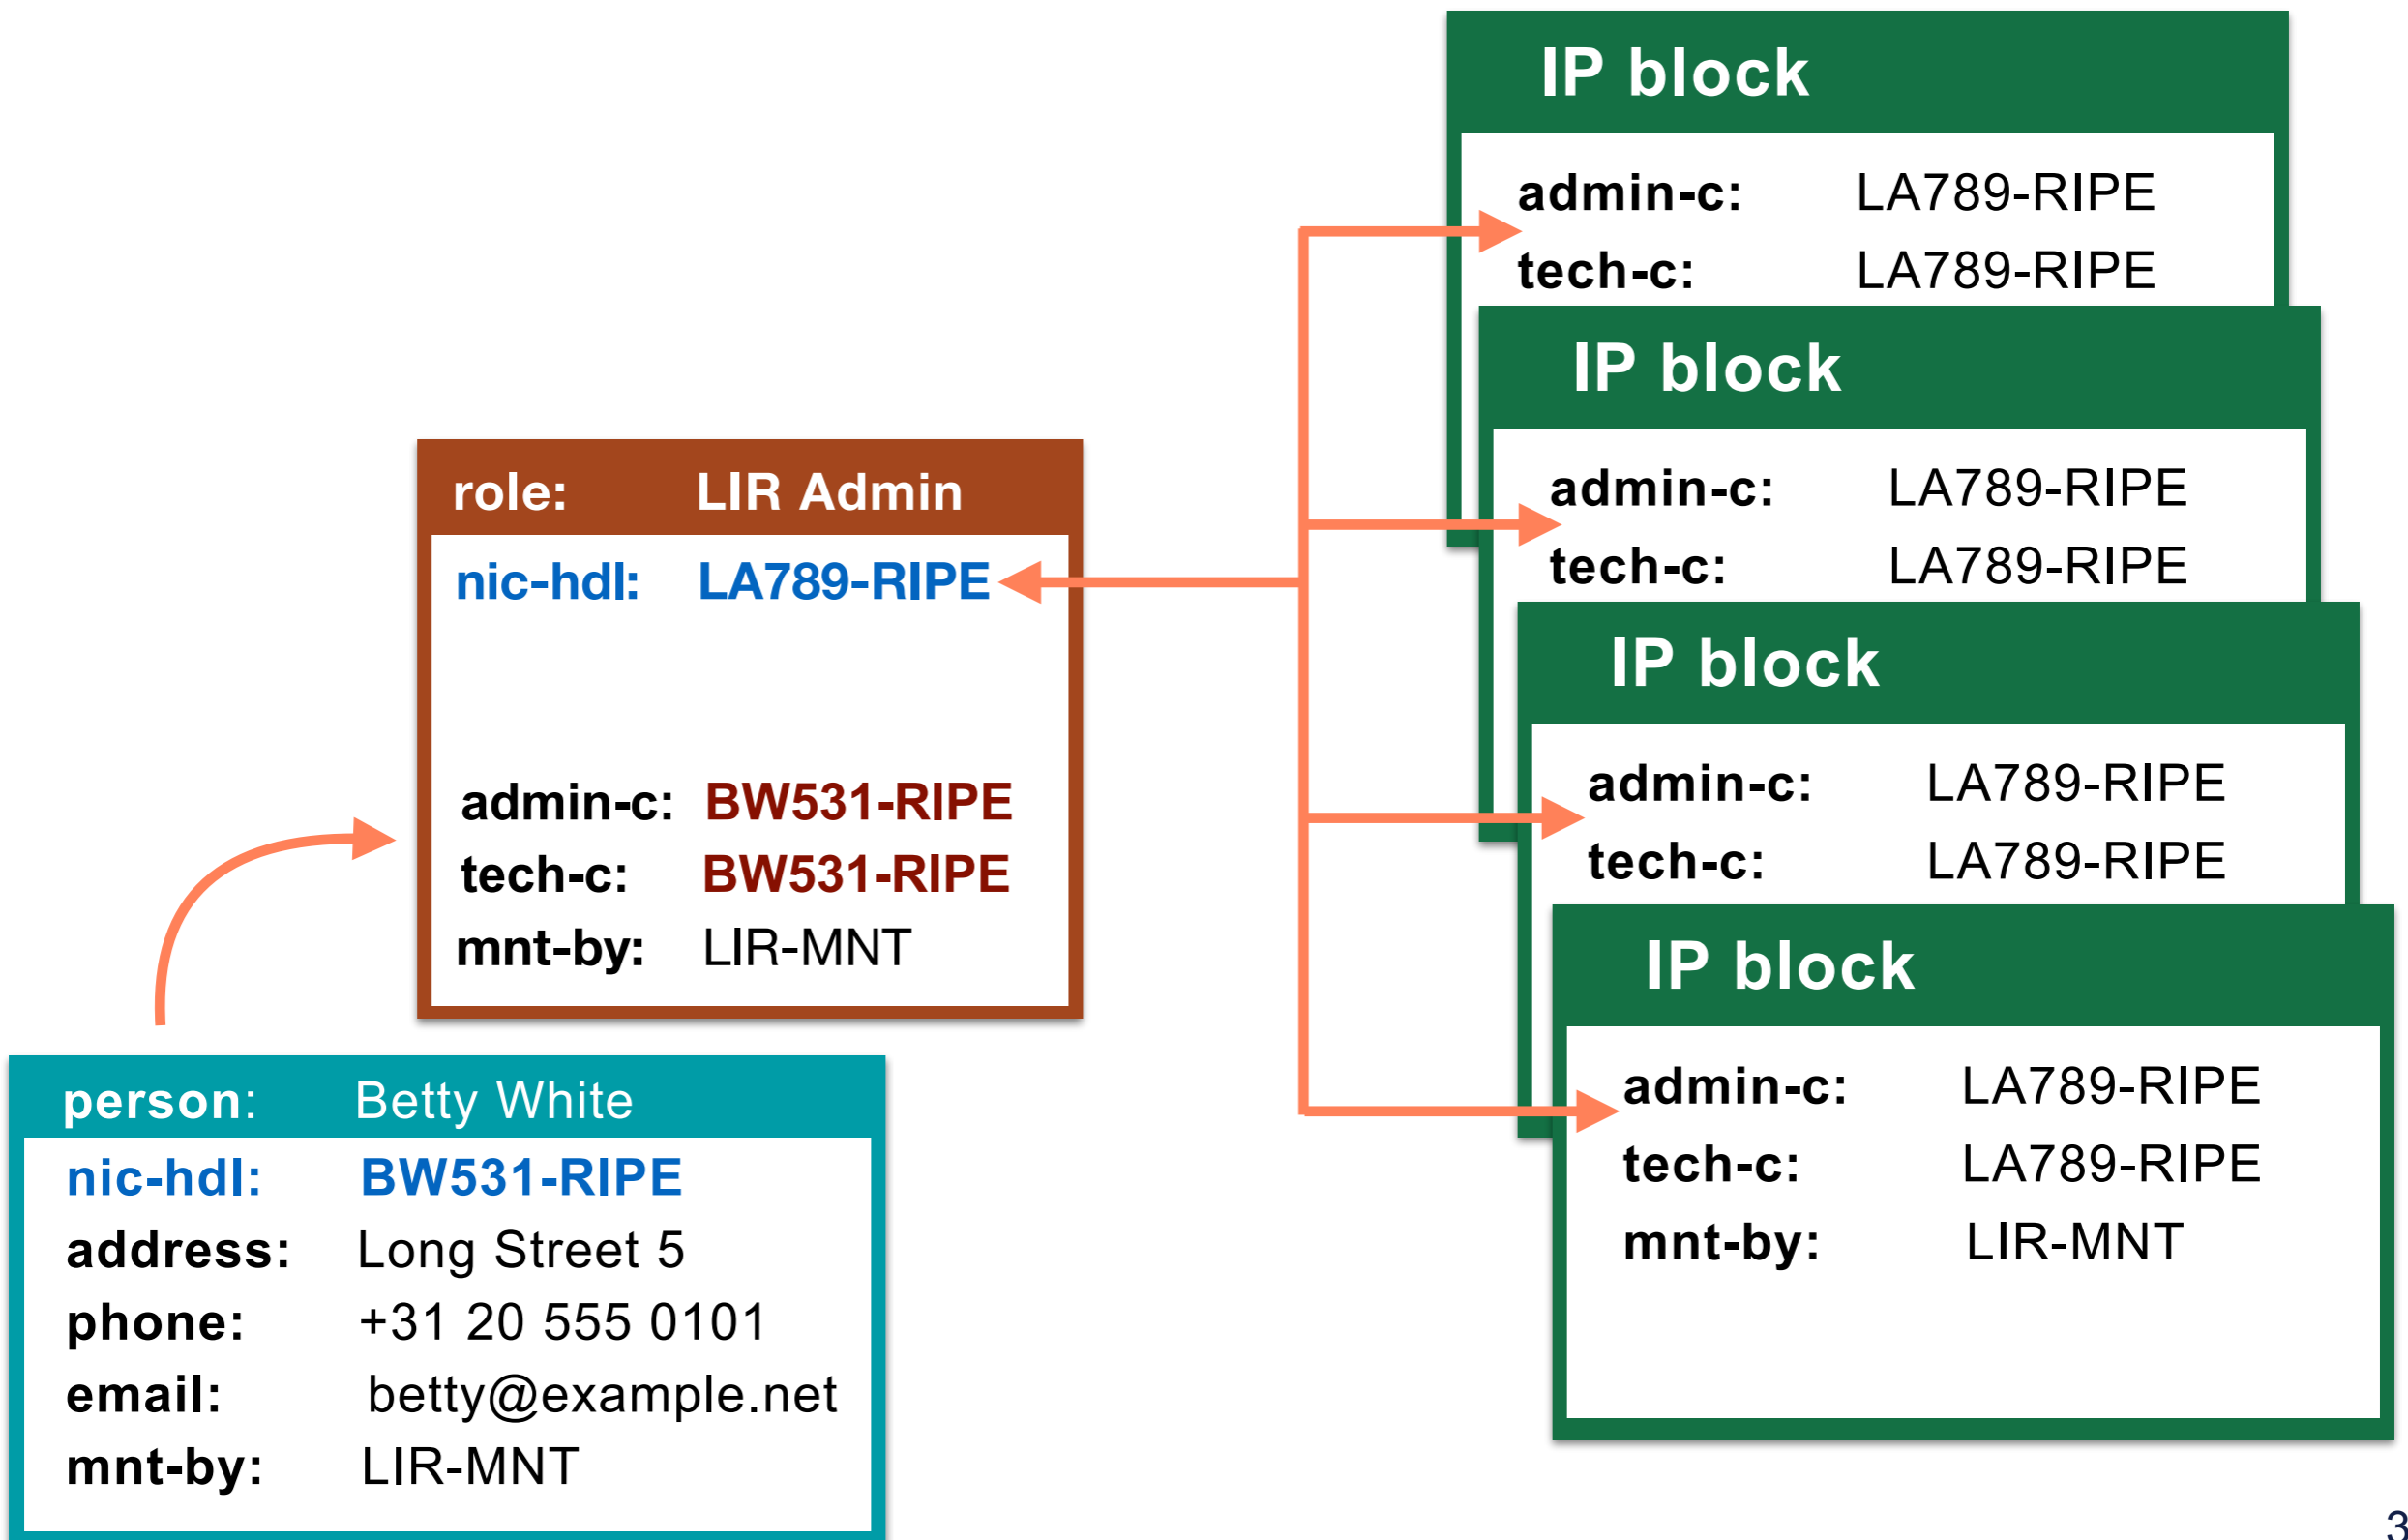 IP block
admin-c: LA789-RIPE
tech-c: LA789-RIPE
IP block
admin-c: LA789-RIPE
tech-c: LA789-RIPE
IP block
admin-c: LA789-RIPE
tech-c: LA789-RIPE
IP block
admin-c: LA789-RIPE
tech-c: LA789-RIPE
mnt-by: LIR-MNT
role: LIR Admin
nic-hdl: LA789-RIPE
admin-c: BW531-RIPE
tech-c: BW531-RIPE
mnt-by: LIR-MNT
person: Betty White
nic-hdl: BW531-RIPE
address: Long Street 5
phone: +31 20 555 0101
email: betty@example.net
mnt-by: LIR-MNT